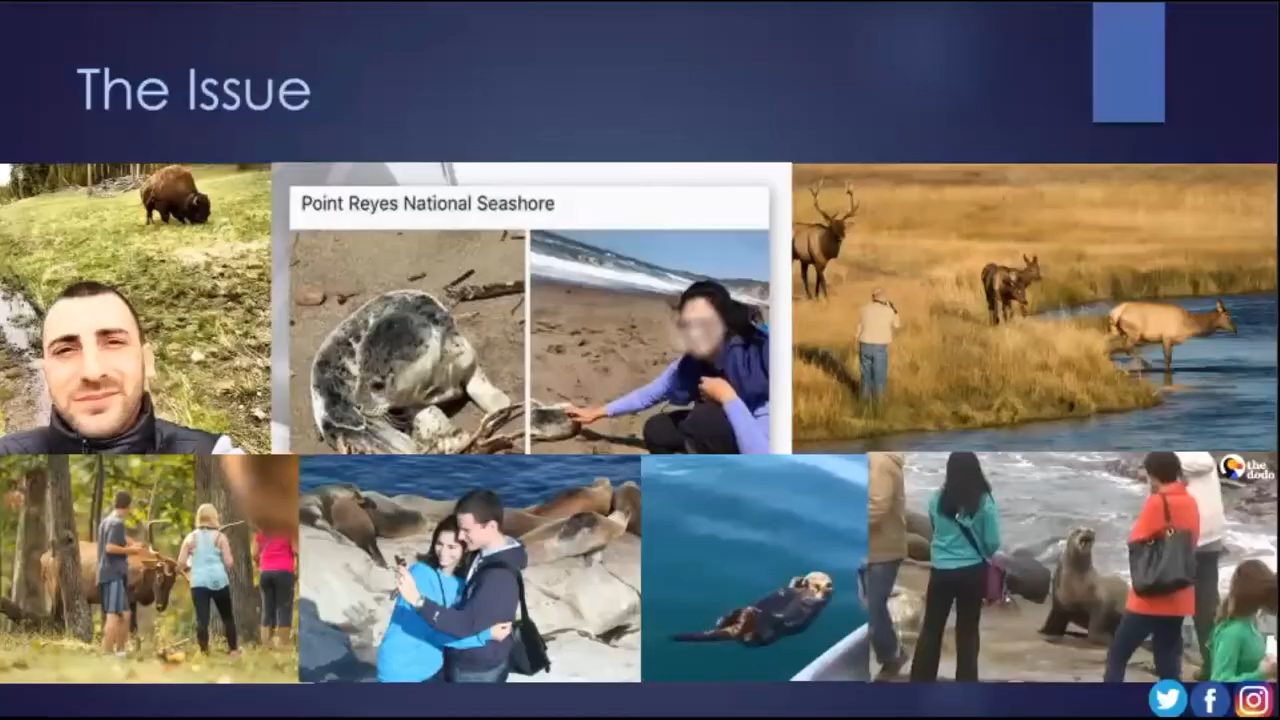 The Issue
Point Reyes National Seashore
the
dodo